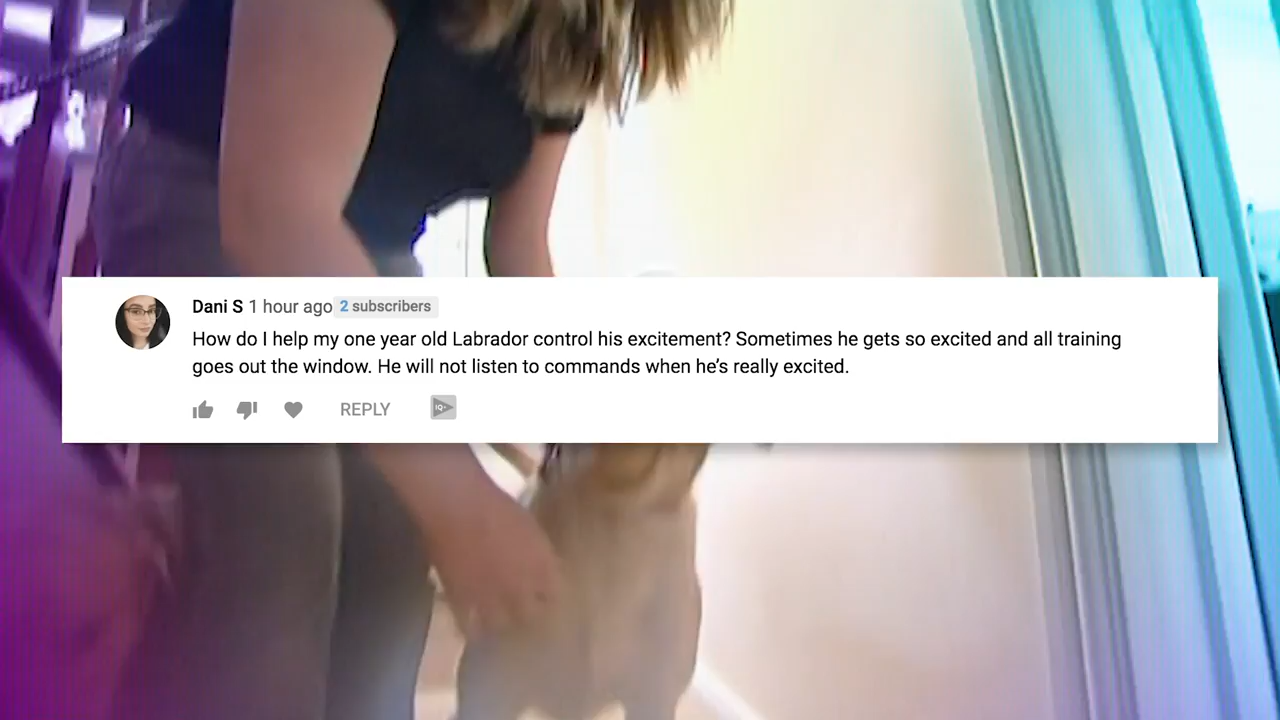 Dani S 1 hour ago 2 subscribers
How do I help my one year old Labrador control his excitement? Sometimes he gets so excited and all training
goes out the window. He will not listen to commands when he’s really excited.
REPLY IQ